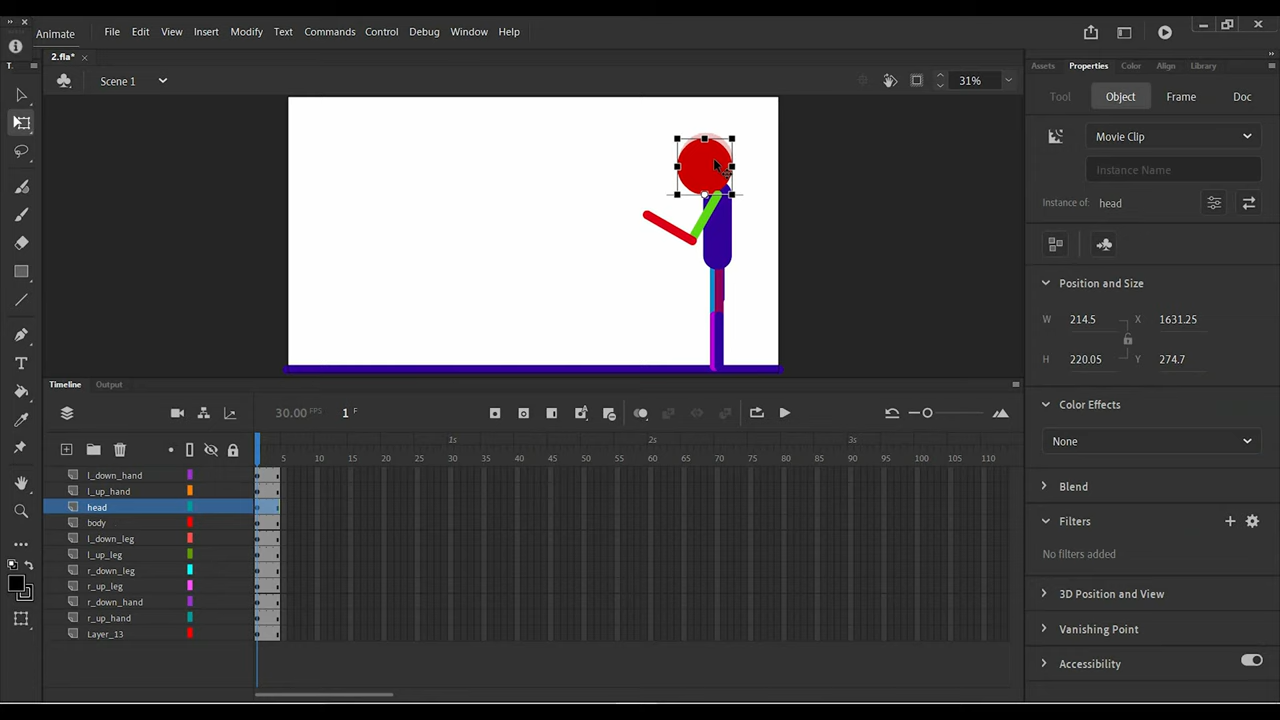 Animate File Edit View Insert Modify Text Commands Control Debug Window Help
2.fla*
T.
Scene 1
31%
Assets Properties Color Align Library
Tool Object Frame Doc
Movie Clip
Instance Name
Instance of: head
Position and Size
W 214.5 X 1631.25
H 220.05 Y 274.7
Color Effects
None
Blend
Filters
No filters added
3D Position and View
Vanishing Point
Accessibility
Timeline Output
30.00 FPS 1 F
1s 2s 3s
5 10 15 20 25 30 35 40 45 50 55 60 65 70 75 80 85 90 95 100 105 110
l_down_hand
l_up_hand
head
body
l_down_leg
l_up_leg
r_down_leg
r_up_leg
r_down_hand
r_up_hand
Layer_13